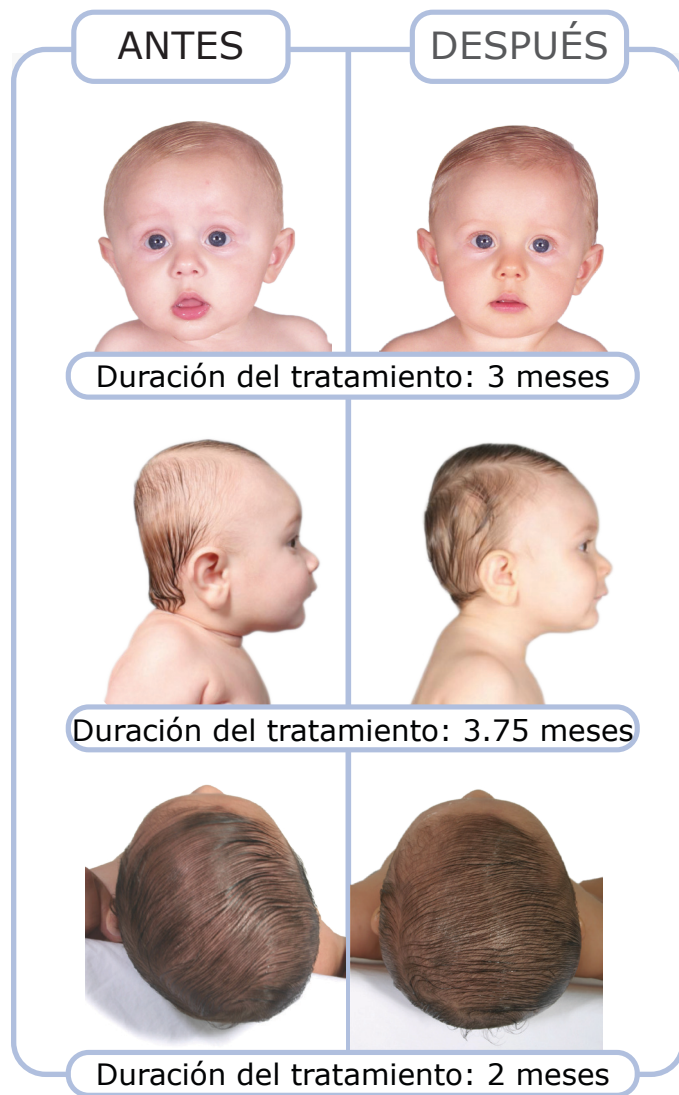 ANTES
DESPUÉS
Duración del tratamiento: 3 meses
Duración del tratamiento: 3.75 meses
Duración del tratamiento: 2 meses